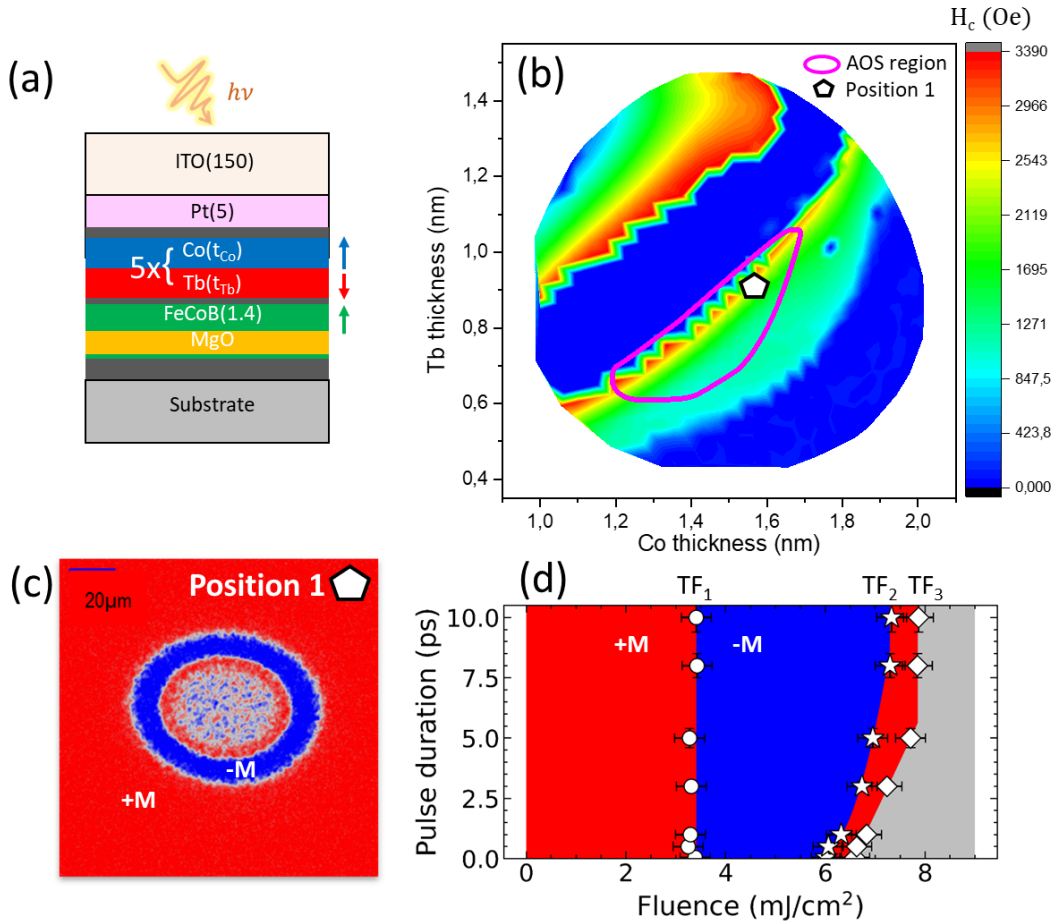 (a)
hν
ITO(150)
Pt(5)
5x{
Co(t_Co)
Tb(t_Tb)
FeCoB(1.4)
MgO
Substrate
(b)
AOS region
Position 1
H_c (Oe)
3390
2966
2543
2119
1695
1271
847,5
423,8
0,000
Tb thickness (nm)
1,4
1,2
1,0
0,8
0,6
0,4
1,0 1,2 1,4 1,6 1,8 2,0
Co thickness (nm)
(c)
20μm
Position 1
-M
+M
(d)
TF₁ TF₂ TF₃
+M -M
Pulse duration (ps)
10.0
7.5
5.0
2.5
0.0
0 2 4 6 8
Fluence (mJ/cm²)